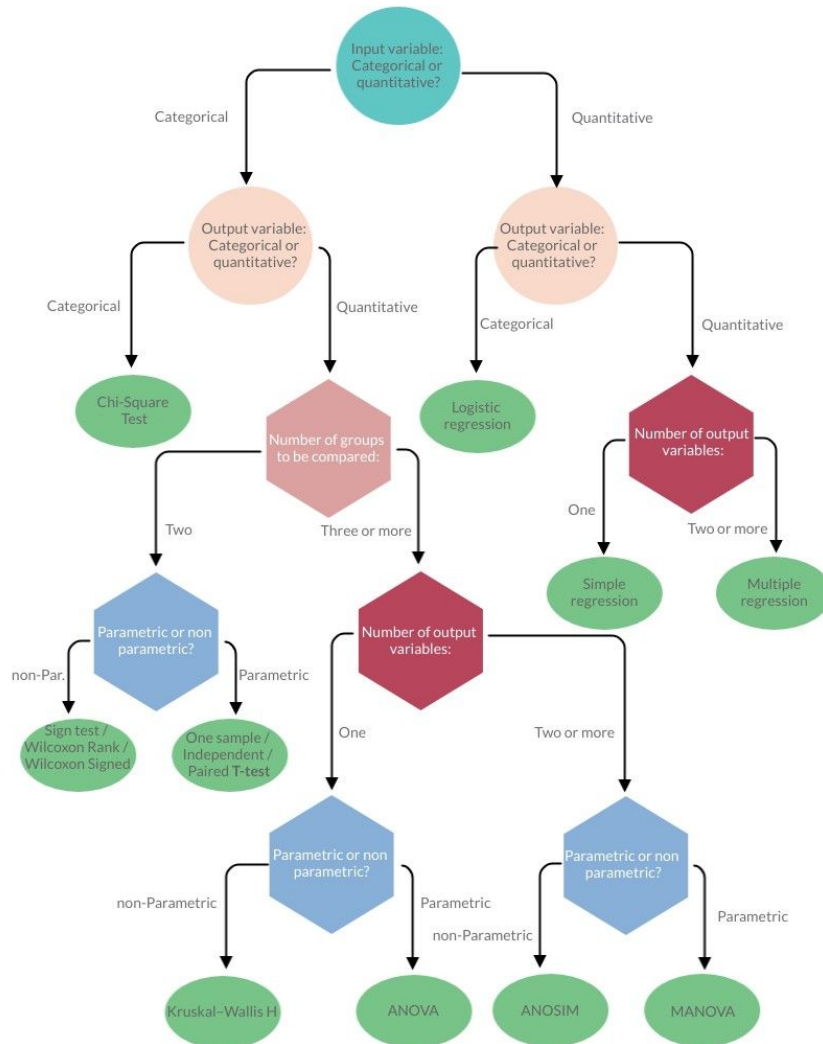 Input variable:
Categorical or
quantitative?
Categorical
Quantitative
Output variable:
Categorical or
quantitative?
Output variable:
Categorical or
quantitative?
Categorical
Quantitative
Categorical
Quantitative
Chi-Square
Test
Number of groups
to be compared:
Logistic
regression
Number of output
variables:
Two
Three or more
One
Two or more
Simple
regression
Multiple
regression
Parametric or non
parametric?
Number of output
variables:
non-Par.
Parametric
Sign test /
Wilcoxon Rank /
Wilcoxon Signed
One sample /
Independent /
Paired T-test
One
Two or more
Parametric or non
parametric?
Parametric or non
parametric?
non-Parametric
Parametric
non-Parametric
Parametric
Kruskal–Wallis H
ANOVA
ANOSIM
MANOVA